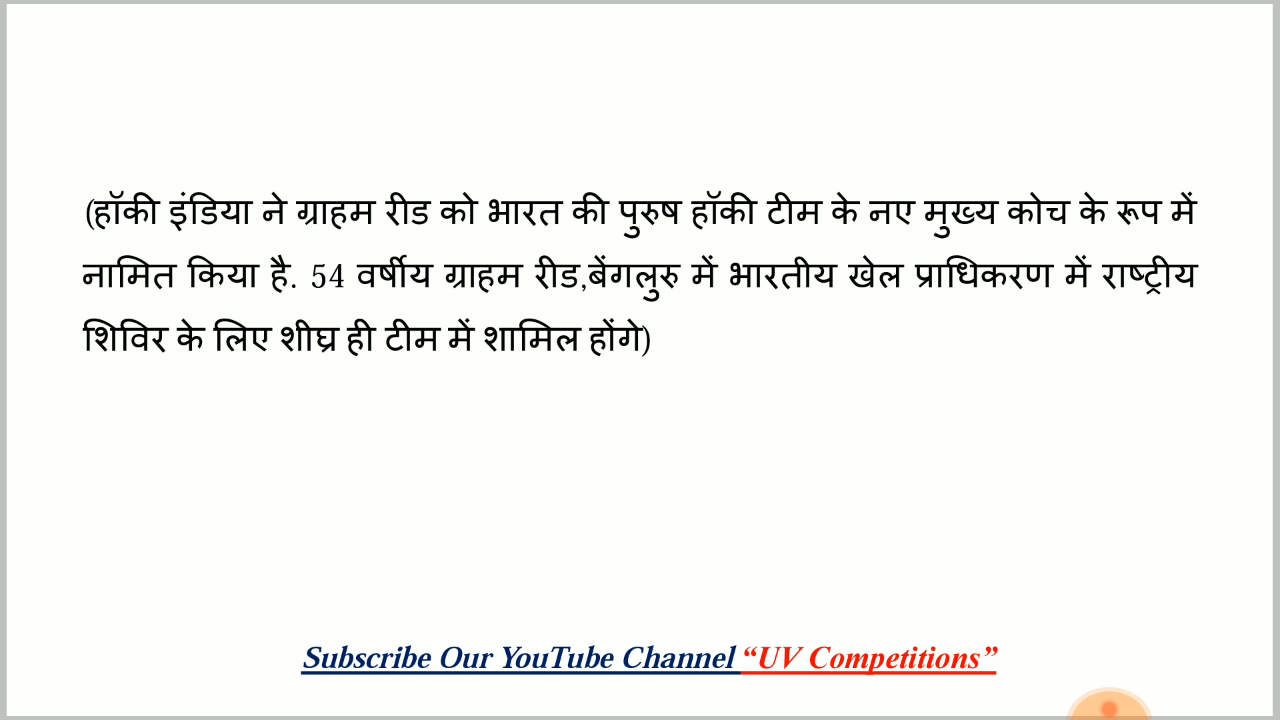 (हॉकी इंडिया ने ग्राहम रीड को भारत की पुरुष हॉकी टीम के नए मुख्य कोच के रूप में
नामित किया है. 54 वर्षीय ग्राहम रीड,बेंगलुरु में भारतीय खेल प्राधिकरण में राष्ट्रीय
शिविर के लिए शीघ्र ही टीम में शामिल होंगे)
Subscribe Our YouTube Channel “UV Competitions”